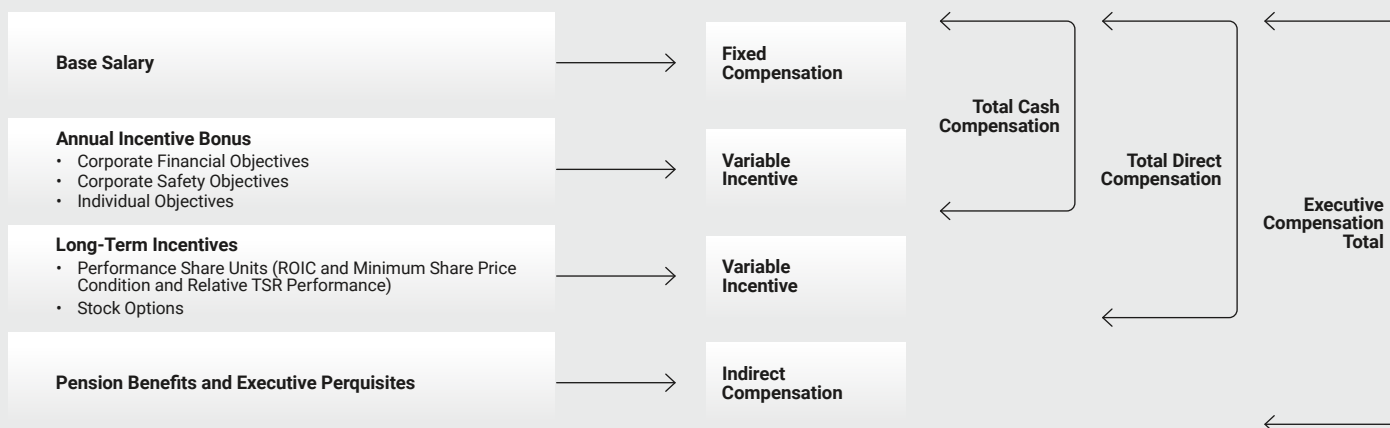 Base Salary
Fixed
Compensation
Annual Incentive Bonus
• Corporate Financial Objectives
• Corporate Safety Objectives
• Individual Objectives
Variable
Incentive
Long-Term Incentives
• Performance Share Units (ROIC and Minimum Share Price
Condition and Relative TSR Performance)
• Stock Options
Variable
Incentive
Pension Benefits and Executive Perquisites
Indirect
Compensation
Total Cash
Compensation
Total Direct
Compensation
Executive
Compensation
Total